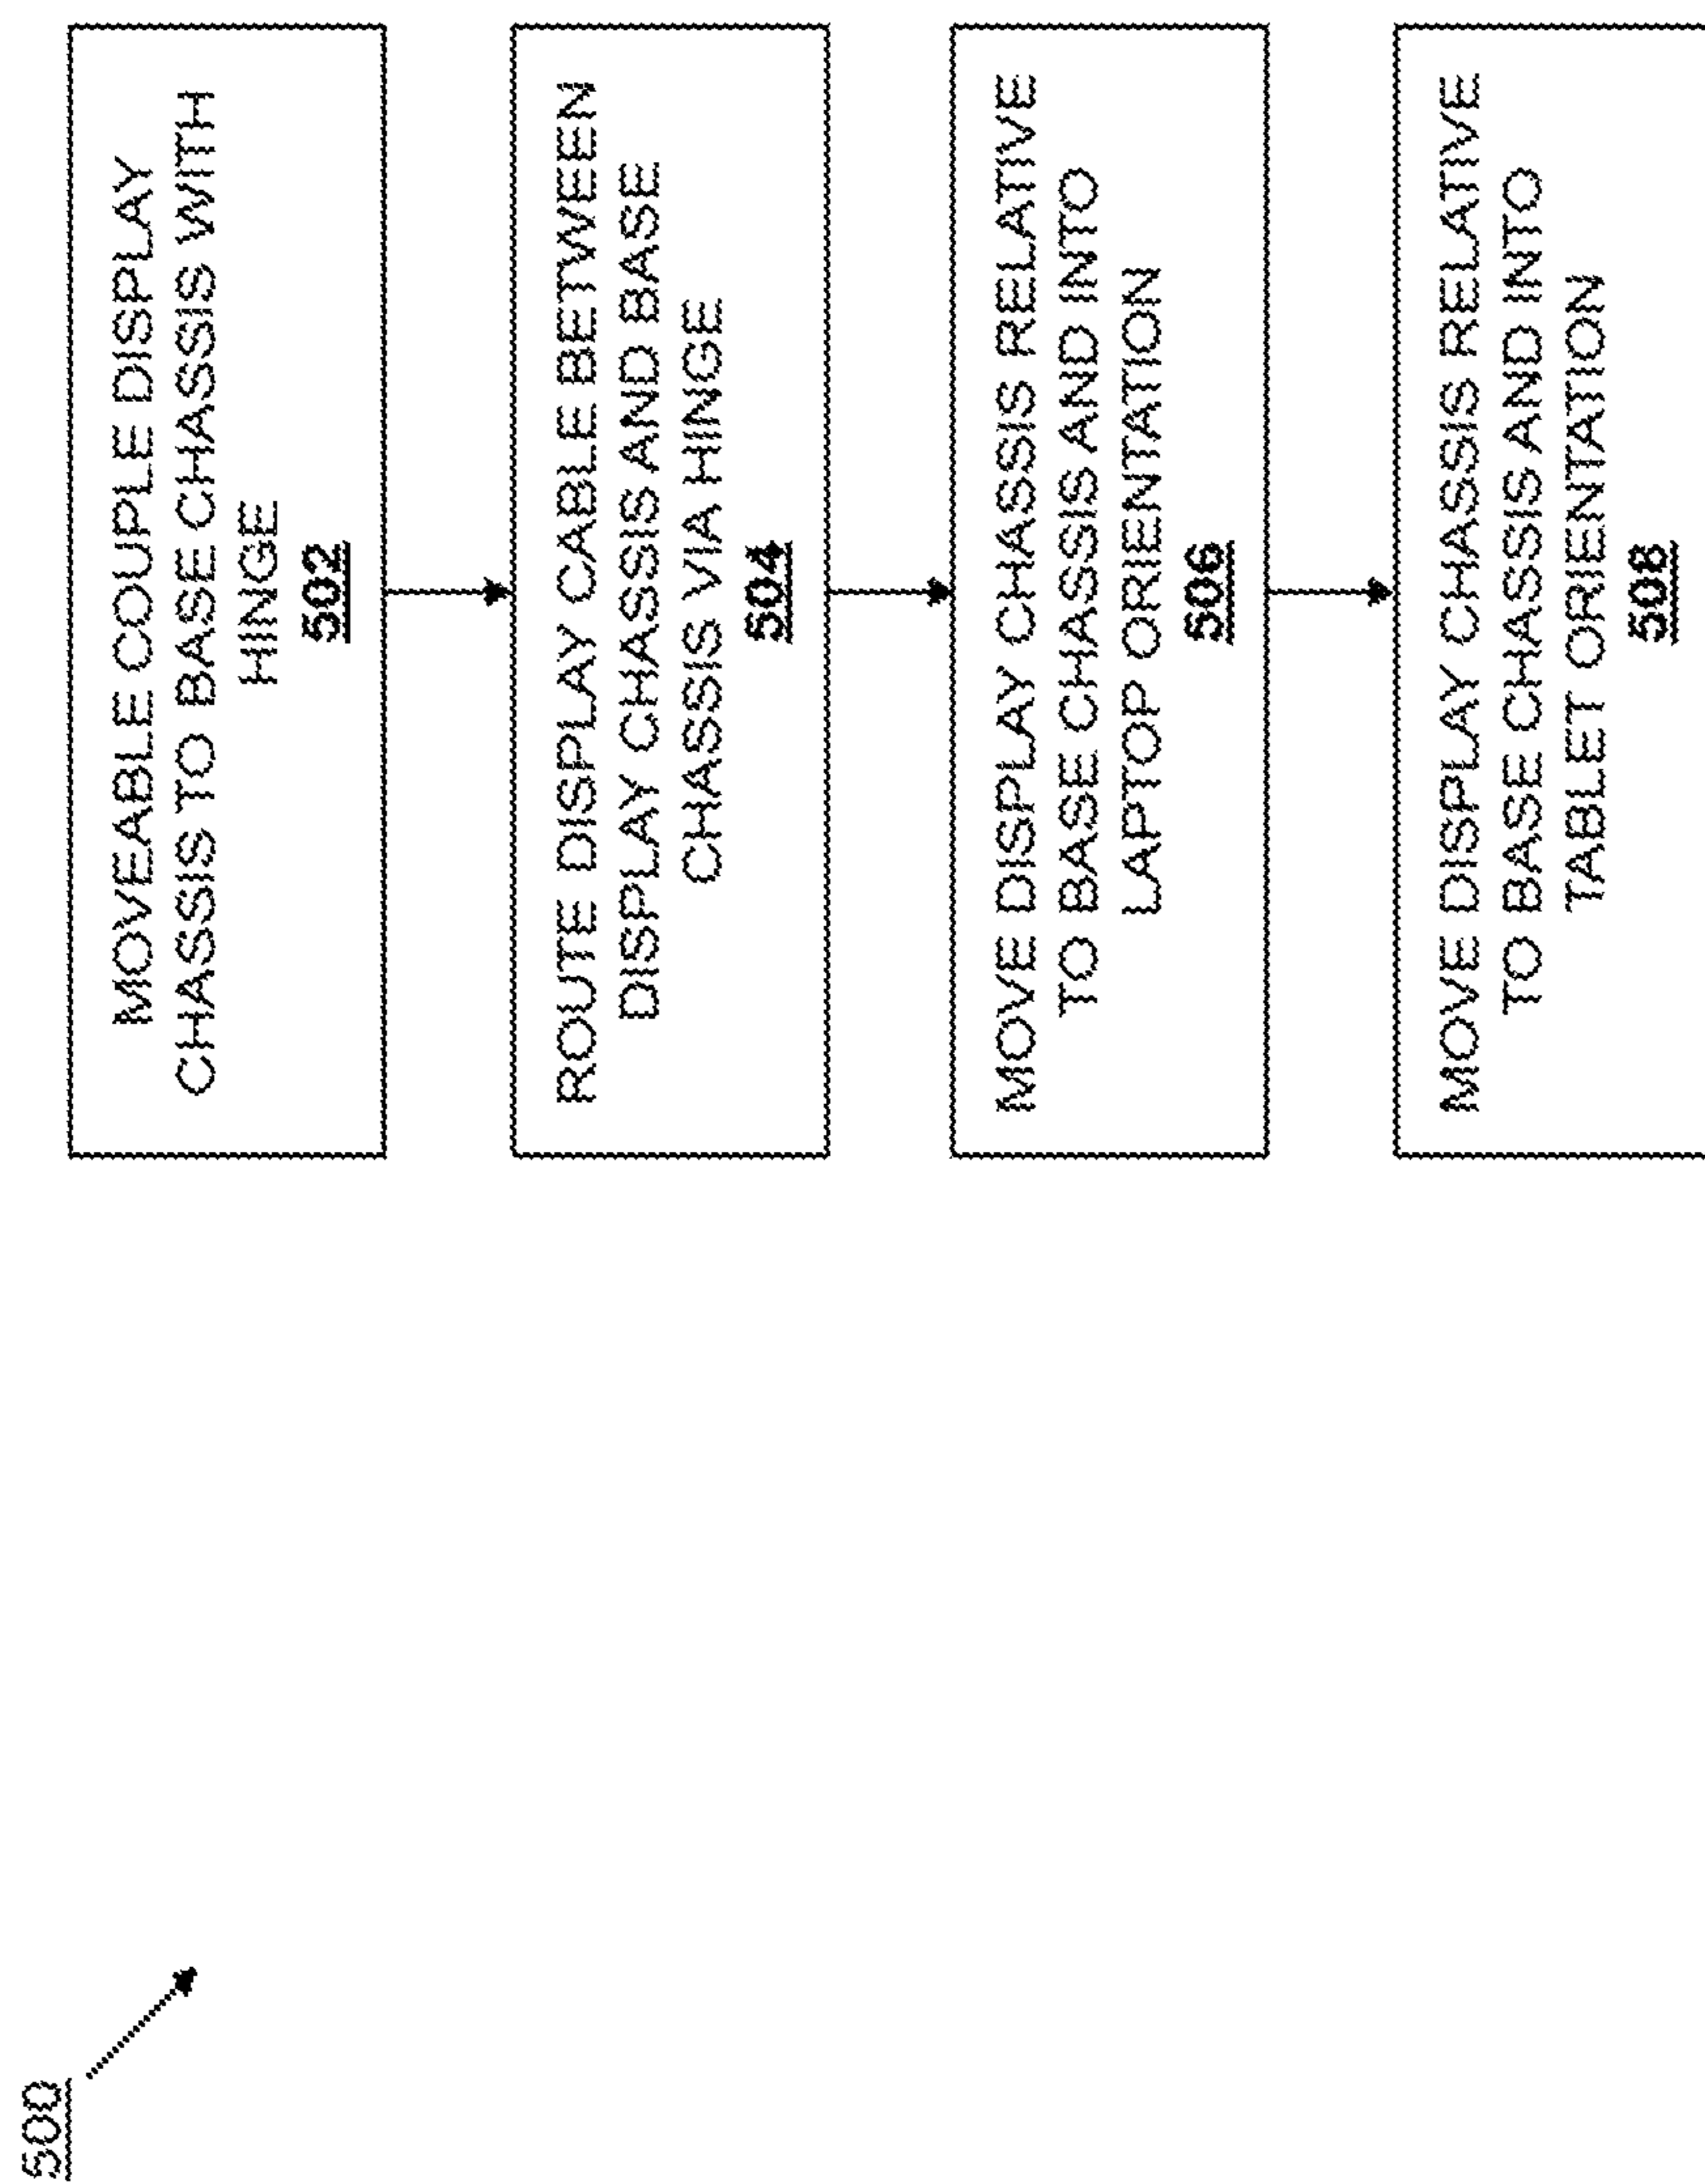 500
MOVEABLE COUPLE DISPLAY
CHASSIS TO BASE CHASSIS WITH
HINGE
502
ROUTE DISPLAY CABLE BETWEEN
DISPLAY CHASSIS AND BASE
CHASSIS VIA HINGE
504
MOVE DISPLAY CHASSIS RELATIVE
TO BASE CHASSIS AND INTO
LAPTOP ORIENTATION
506
MOVE DISPLAY CHASSIS RELATIVE
TO BASE CHASSIS AND INTO
TABLET ORIENTATION
508